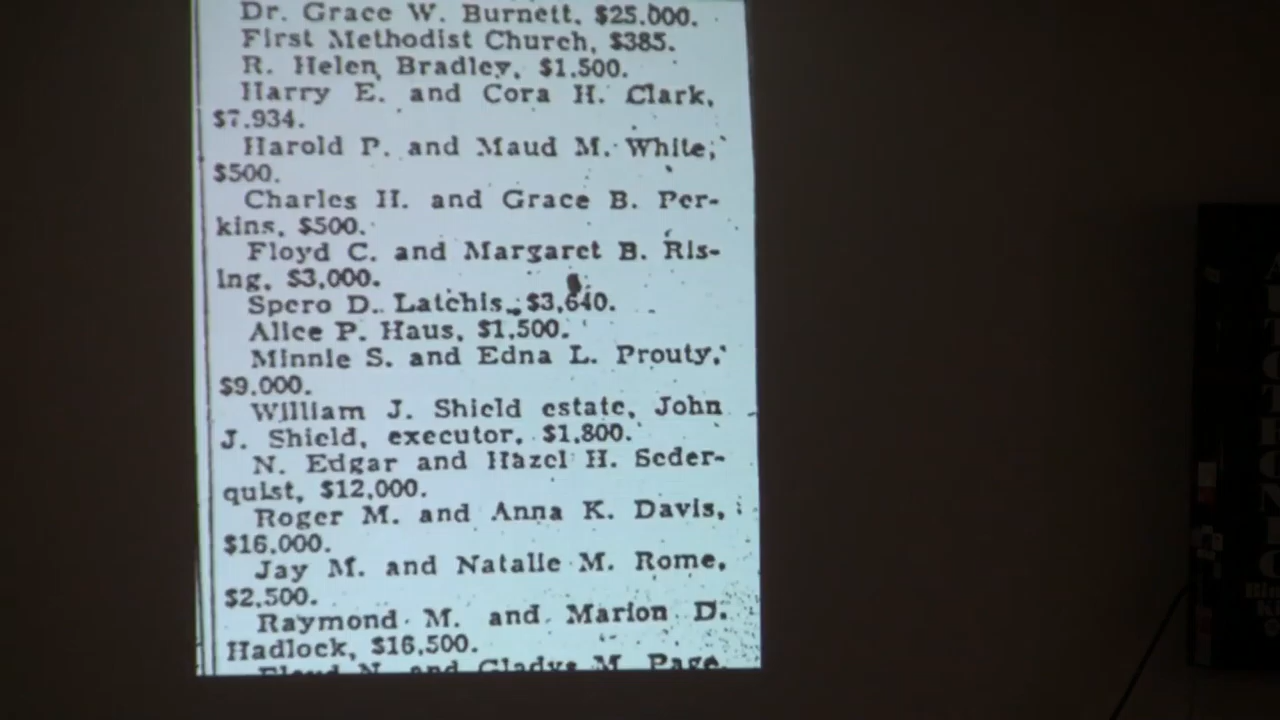 Dr. Grace W. Burnett, $25.000.
First Methodist Church, $385.
R. Helen Bradley, $1.500.
Harry E. and Cora H. Clark,
$7.934.
Harold P. and Maud M. White,
$500.
Charles H. and Grace B. Per-
kins, $500.
Floyd C. and Margaret B. Ris-
ing, $3,000.
Spero D. Latchis, $3,640.
Alice P. Haus, $1,500.
Minnie S. and Edna L. Prouty,
$9,000.
William J. Shield estate, John
J. Shield, executor, $1,800.
N. Edgar and Hazel H. Seder-
quist, $12,000.
Roger M. and Anna K. Davis,
$16.000.
Jay M. and Natalie M. Rome,
$2,500.
Raymond M. and Marion D.
Hadlock, $16,500.
Floyd N. and Gladys M. Page,